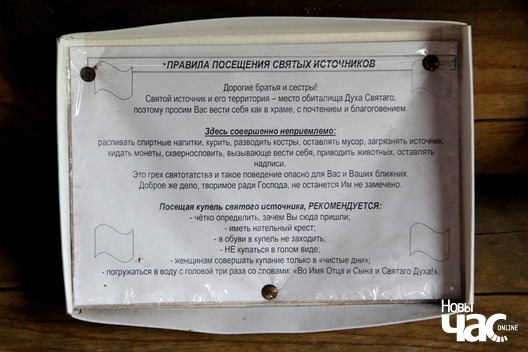 *ПРАВИЛА ПОСЕЩЕНИЯ СВЯТЫХ ИСТОЧНИКОВ
Дорогие братья и сестры!
Святой источник и его территория – место обиталища Духа Святаго,
поэтому просим Вас вести себя как в храме, с почтением и благоговением.
Здесь совершенно неприемлемо:
распивать спиртные напитки, курить, разводить костры, оставлять мусор, загрязнять источник,
кидать монеты, сквернословить, вызывающе вести себя, приводить животных, оставлять
надписи.
Это грех святотатства и такое поведение опасно для Вас и Ваших ближних.
Доброе же дело, творимое ради Господа, не останется Им не замечено.
Посещая купель святого источника, РЕКОМЕНДУЕТСЯ:
- чётко определить, зачем Вы сюда пришли;
- иметь нательный крест;
- в обуви в купель не заходить;
- НЕ купаться в голом виде;
- женщинам совершать купание только в «чистые дни»;
- погружаться в воду с головой три раза со словами: «Во Имя Отца и Сына и Святаго Духа!».
Новы
Час
ONLINE